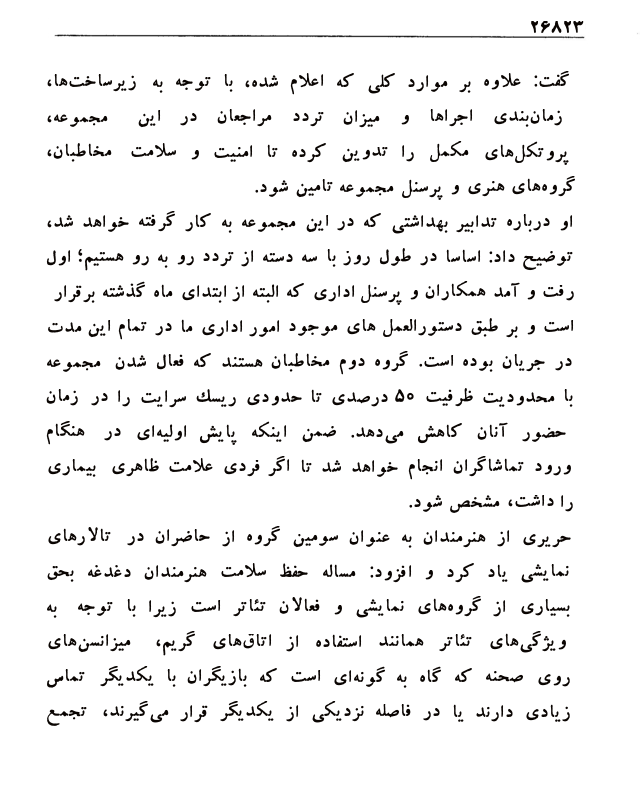 ۲۶۸۲۳
گفت: علاوه بر موارد کلی که اعلام شده، با توجه به زیرساخت‌ها،
زمان‌بندی اجراها و میزان تردد مراجعان در این مجموعه،
پروتکل‌های مکمل را تدوین کرده تا امنیت و سلامت مخاطبان،
گروه‌های هنری و پرسنل مجموعه تامین شود.
او درباره تدابیر بهداشتی که در این مجموعه به کار گرفته خواهد شد،
توضیح داد: اساسا در طول روز با سه دسته از تردد رو به رو هستیم؛ اول
رفت و آمد همکاران و پرسنل اداری که البته از ابتدای ماه گذشته برقرار
است و بر طبق دستورالعمل های موجود امور اداری ما در تمام این مدت
در جریان بوده است. گروه دوم مخاطبان هستند که فعال شدن مجموعه
با محدودیت ظرفیت ۵۰ درصدی تا حدودی ریسك سرایت را در زمان
حضور آنان کاهش می‌دهد. ضمن اینکه پایش اولیه‌ای در هنگام
ورود تماشاگران انجام خواهد شد تا اگر فردی علامت ظاهری بیماری
را داشت، مشخص شود.
حریری از هنرمندان به عنوان سومین گروه از حاضران در تالارهای
نمایشی یاد کرد و افزود: مساله حفظ سلامت هنرمندان دغدغه بحق
بسیاری از گروه‌های نمایشی و فعالان تئاتر است زیرا با توجه به
ویژگی‌های تئاتر همانند استفاده از اتاق‌های گریم، میزانسن‌های
روی صحنه که گاه به گونه‌ای است که بازیگران با یکدیگر تماس
زیادی دارند یا در فاصله نزدیکی از یکدیگر قرار می‌گیرند، تجمع